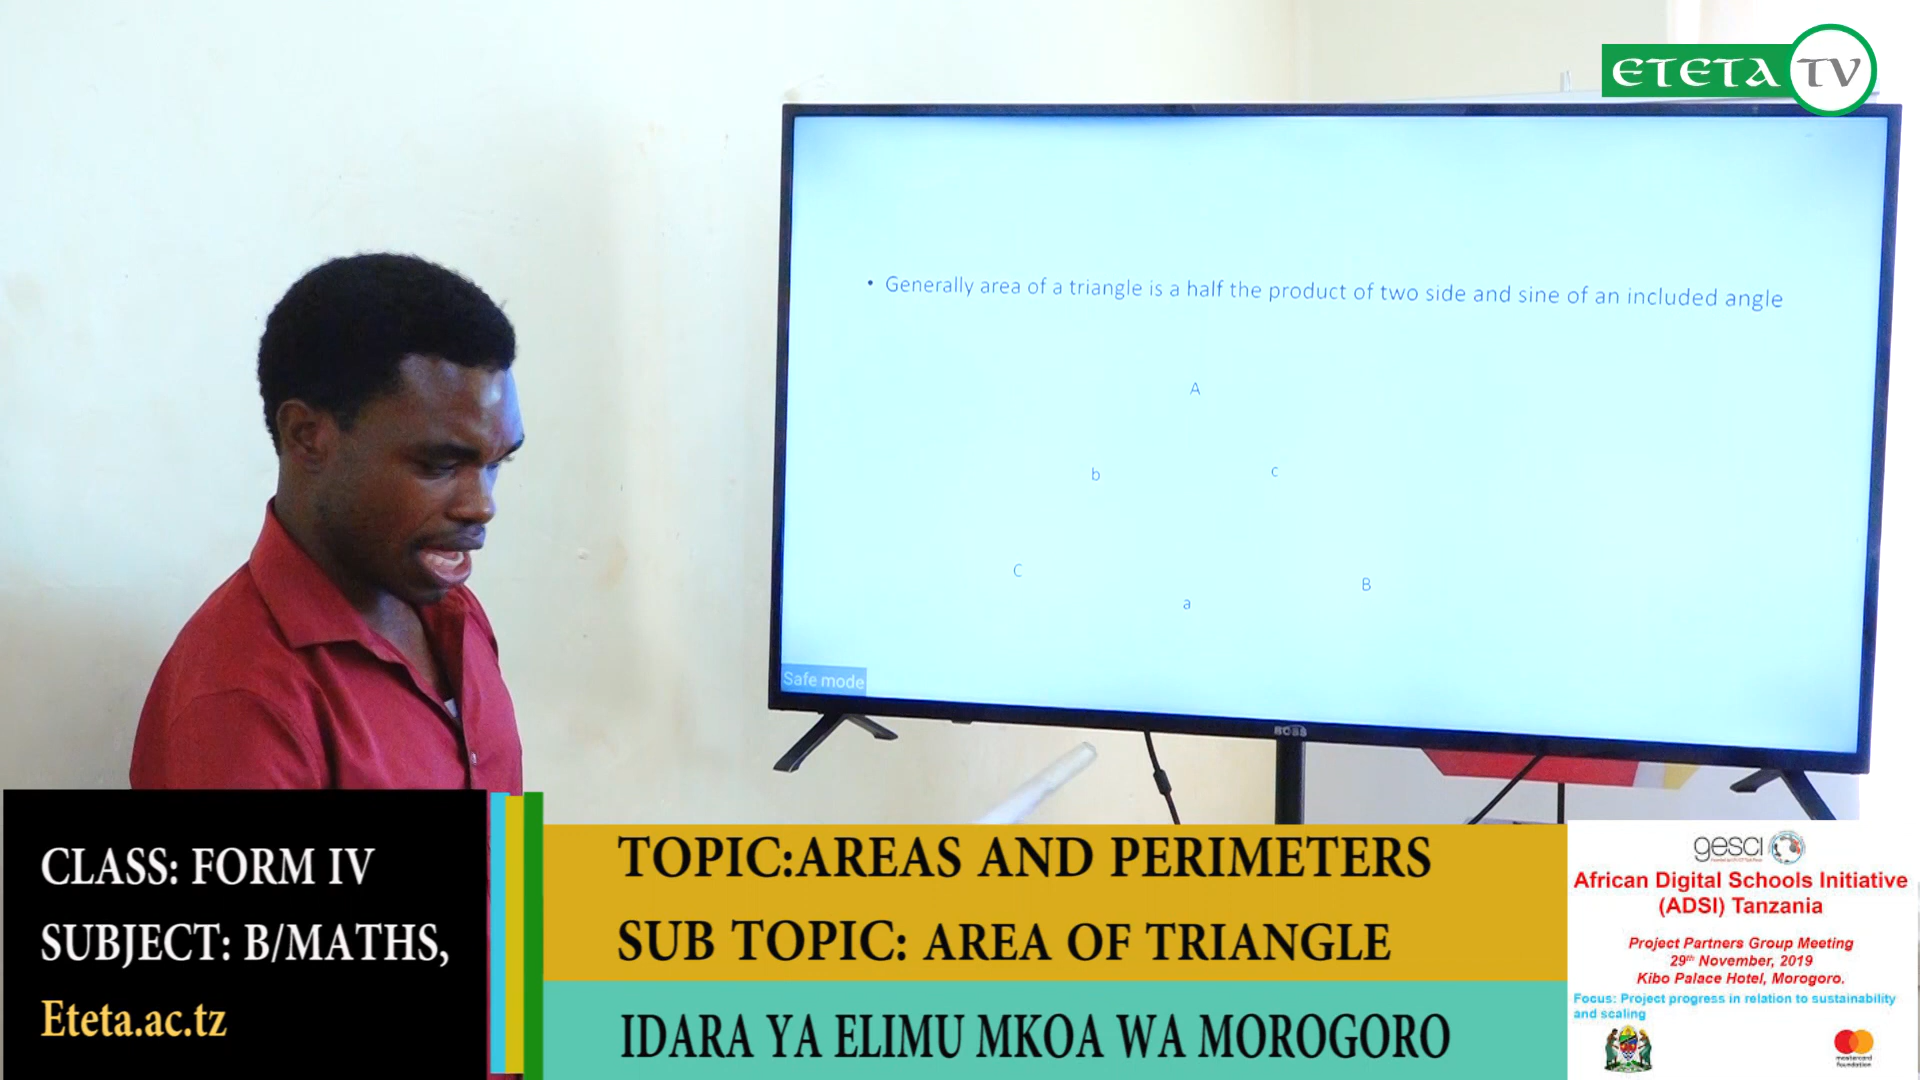 ETETA TV
• Generally area of a triangle is a half the product of two side and sine of an included angle
A
b
c
C
B
a
Safe mode
BOSS
CLASS: FORM IV
SUBJECT: B/MATHS,
Eteta.ac.tz
TOPIC:AREAS AND PERIMETERS
SUB TOPIC: AREA OF TRIANGLE
IDARA YA ELIMU MKOA WA MOROGORO
gesci
African Digital Schools Initiative
(ADSI) Tanzania
Project Partners Group Meeting
29th November, 2019
Kibo Palace Hotel, Morogoro.
Focus: Project progress in relation to sustainability
and scaling
mastercard
foundation